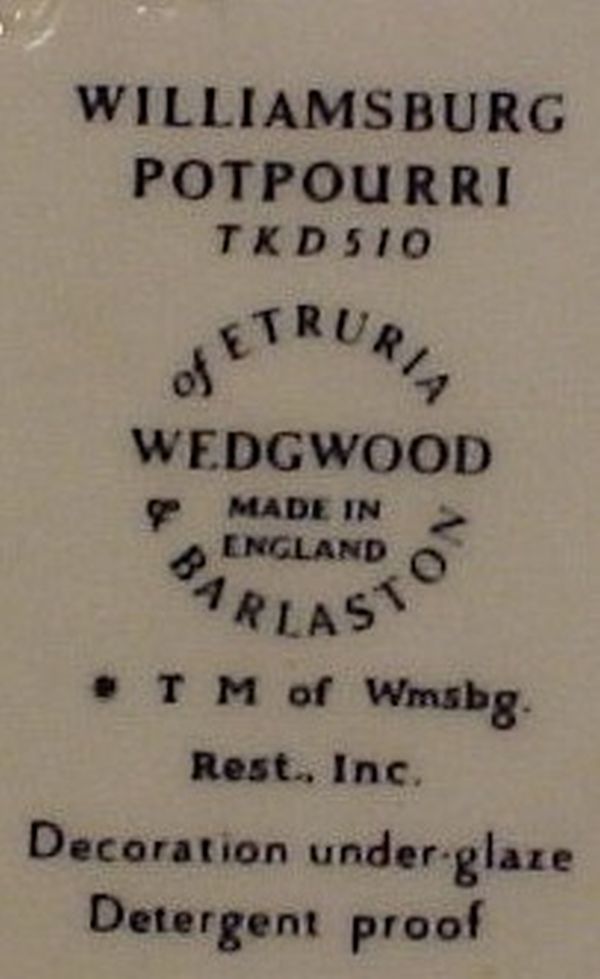 WILLIAMSBURG
POTPOURRI
TKD510
of ETRURIA
WEDGWOOD
MADE IN
ENGLAND
& BARLASTON
• T M of Wmsbg.
Rest., Inc.
Decoration under-glaze
Detergent proof